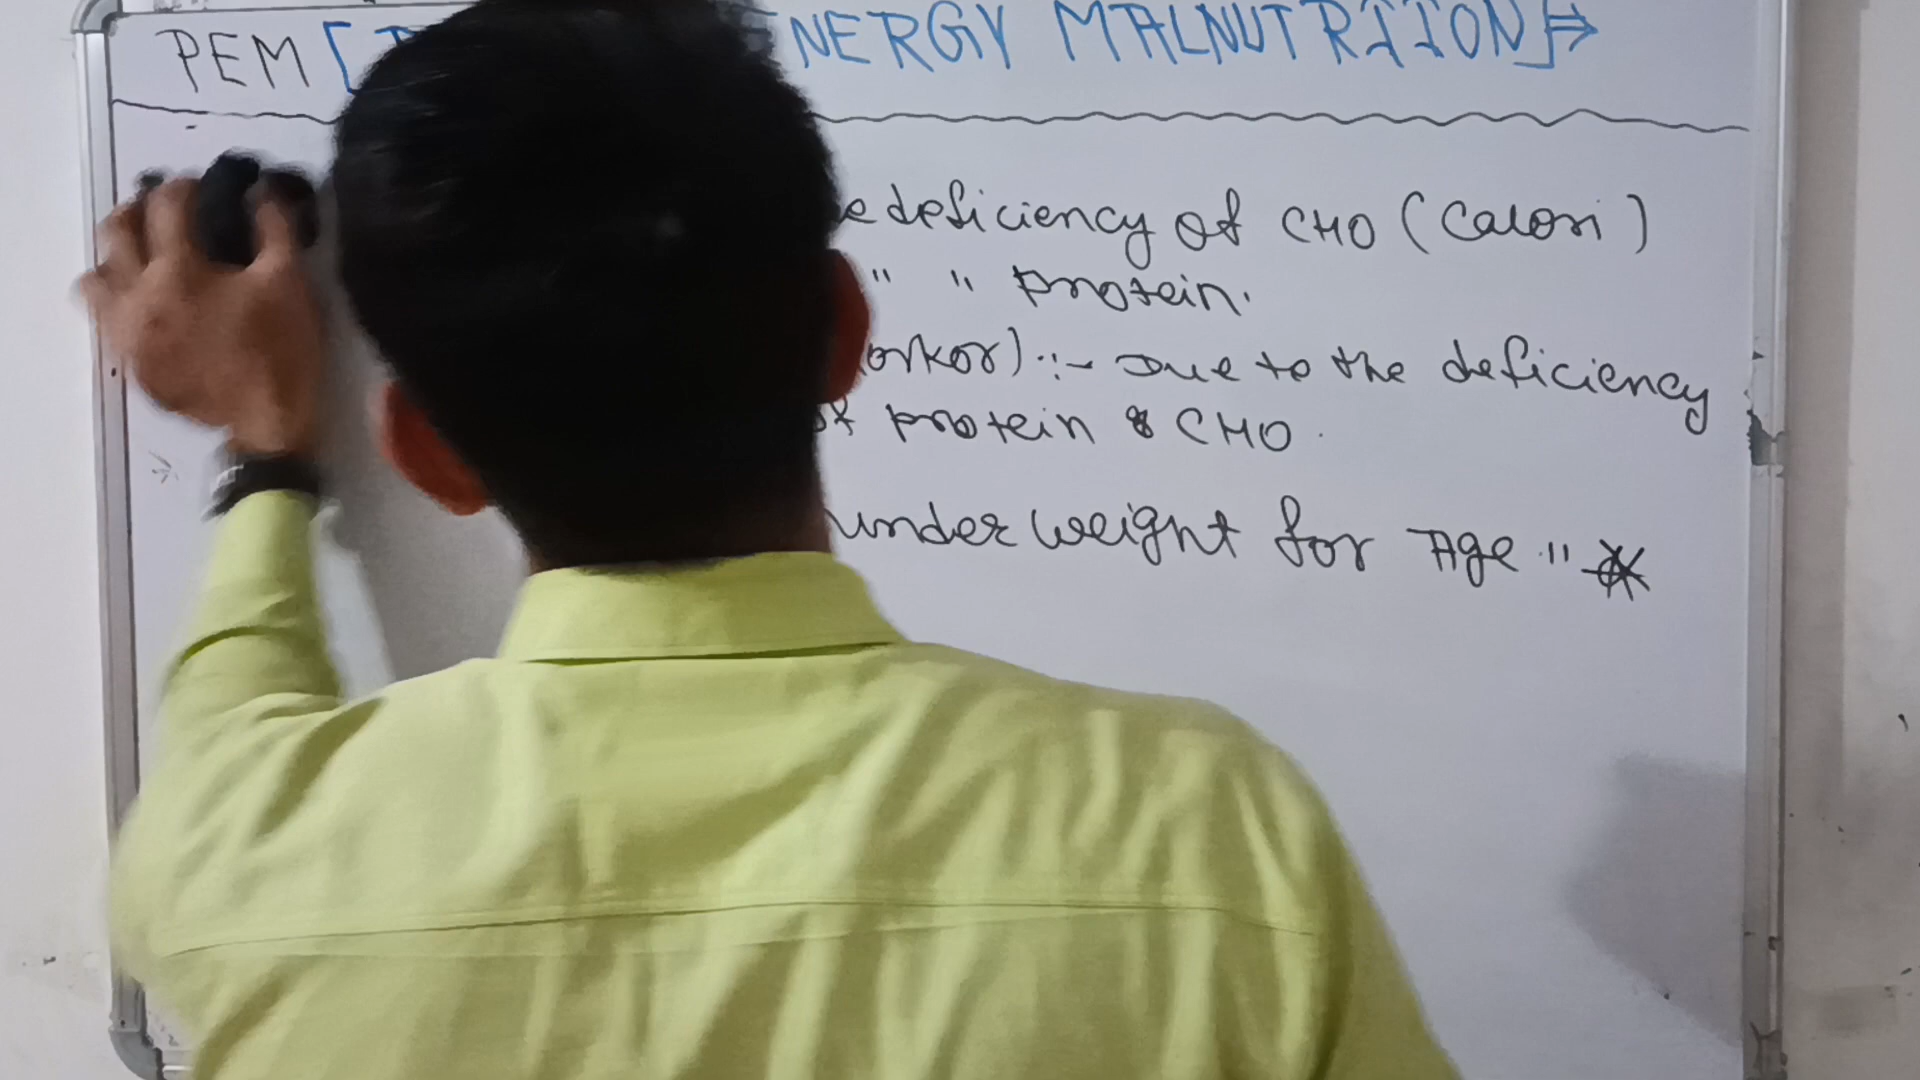 PEM [ ENERGY MALNUTRITION] ⇒
deficiency of CHO (Calori)
" " protein.
orkor) :- Due to the deficiency
of protein & CHO.
under weight for Age "